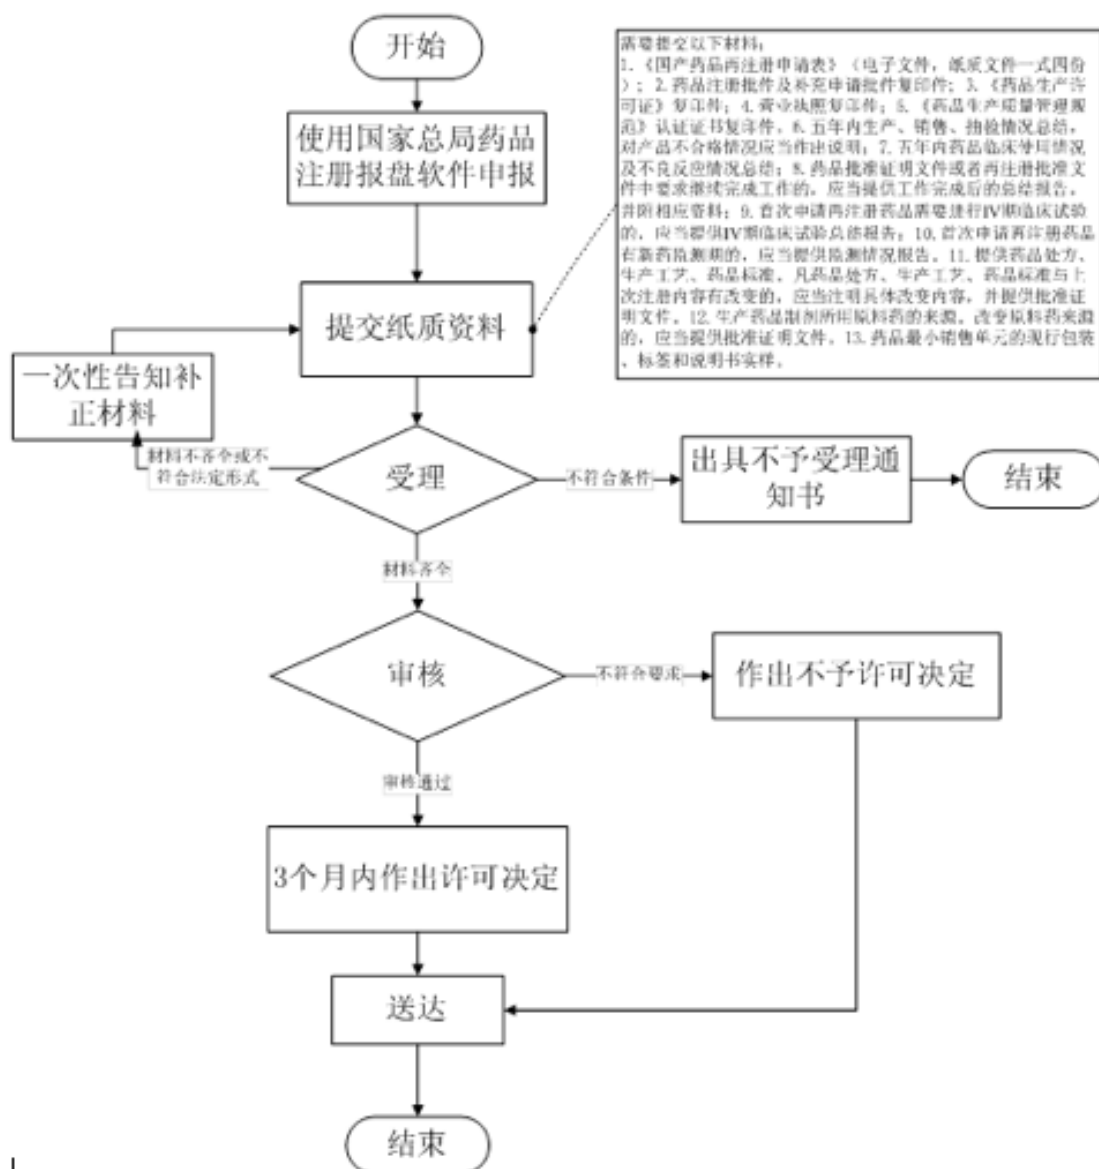 开始
需要提交以下材料：
1.《国产药品再注册申请表》（电子文件，纸质文件一式四份
）；2.药品注册批件及补充申请批件复印件；3.《药品生产许
可证》复印件；4.营业执照复印件；5.《药品生产质量管理规
范》认证证书复印件。6.五年内生产、销售、抽验情况总结，
对产品不合格情况应当作出说明；7.五年内药品临床使用情况
及不良反应情况总结；8.药品批准证明文件或者再注册批准文
件中要求继续完成工作的，应当提供工作完成后的总结报告，
并附相应资料；9.首次申请再注册药品需要进行IV期临床试验
的，应当提供IV期临床试验总结报告；10.首次申请再注册药品
有新药监测期的，应当提供监测情况报告。11.提供药品处方、
生产工艺、药品标准。凡药品处方、生产工艺、药品标准与上
次注册内容有改变的，应当注明具体改变内容，并提供批准证
明文件。12.生产药品制剂所用原料药的来源。改变原料药来源
的，应当提供批准证明文件。13.药品最小销售单元的现行包装
、标签和说明书实样。
使用国家总局药品
注册报盘软件申报
提交纸质资料
一次性告知补
正材料
材料不齐全或不
符合法定形式
受理
不符合条件
出具不予受理通
知书
结束
材料齐全
审核
不符合要求
作出不予许可决定
审核通过
3个月内作出许可决定
送达
结束